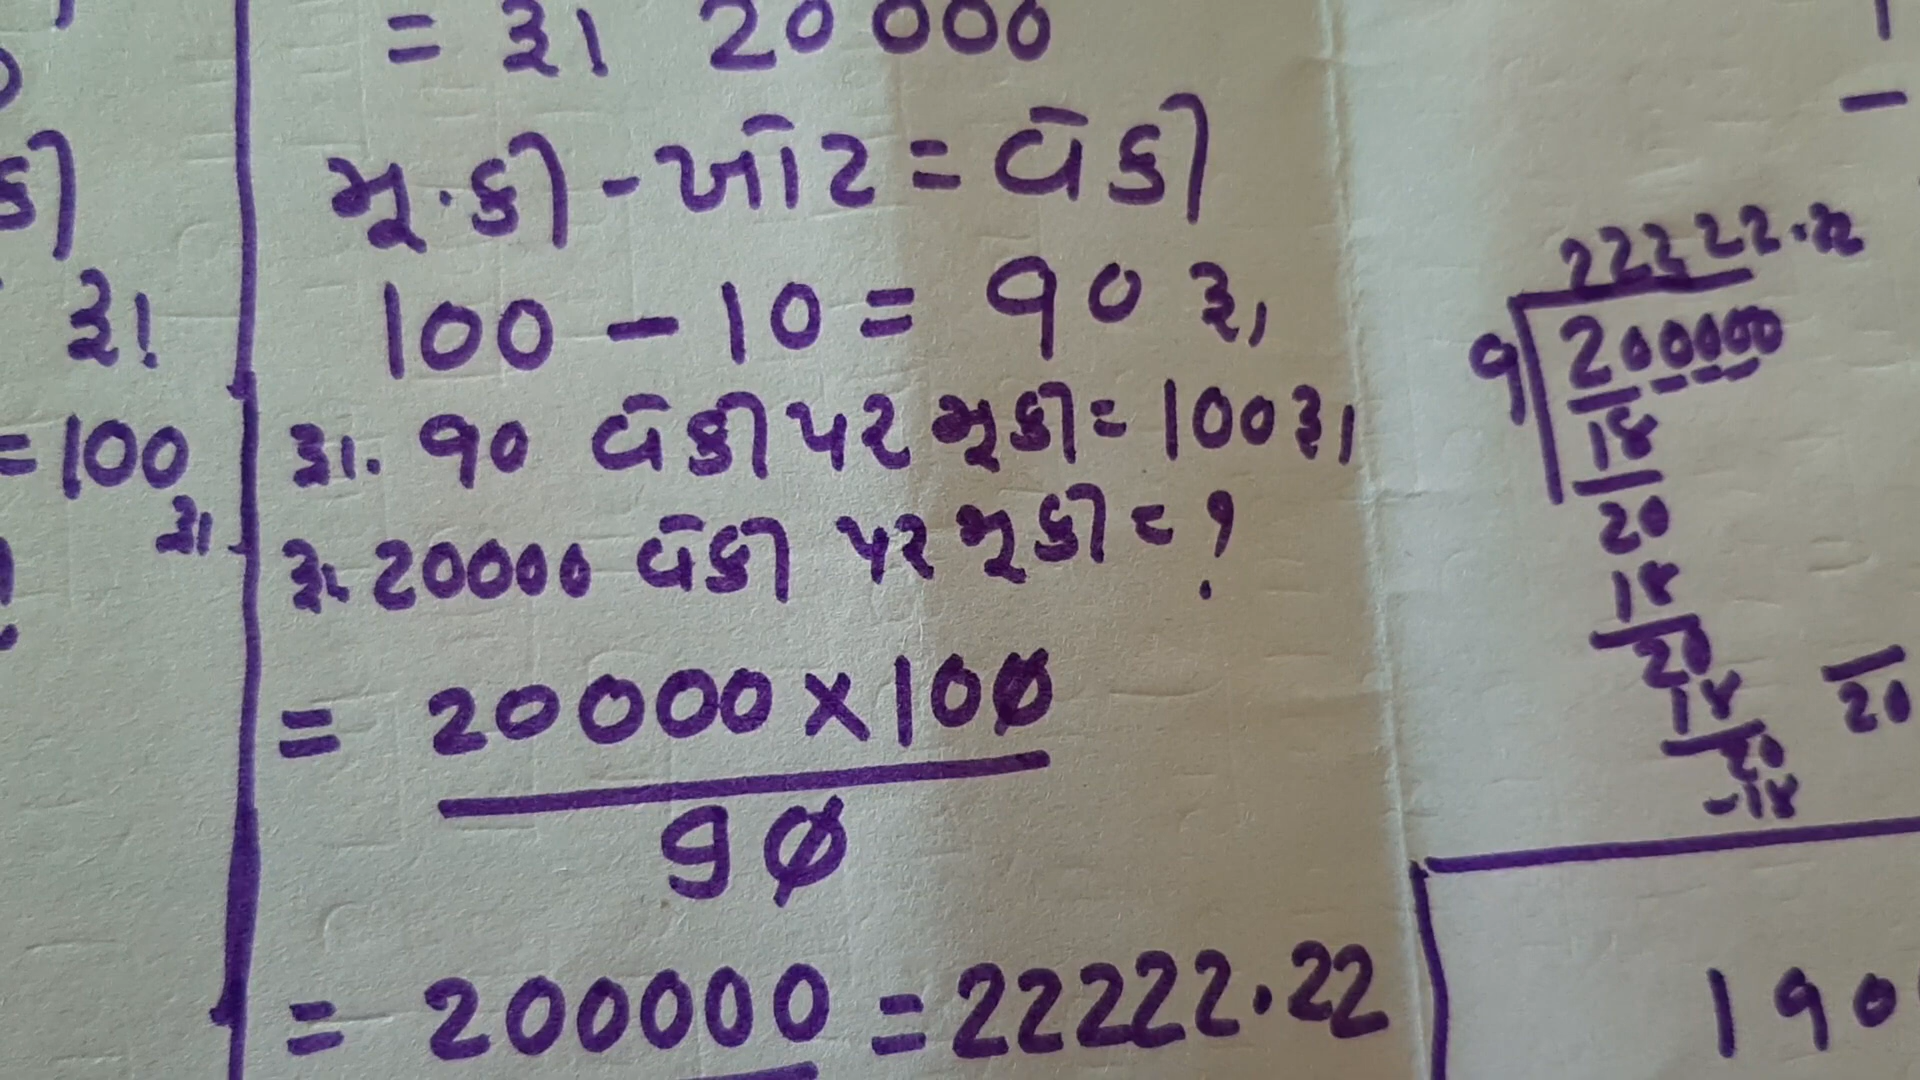 = રૂા 20000
મૂ.કી - ખોટ = વેકી
100 - 10 = 90 રૂા
રૂા. 90 વેકી પર મૂકી = 100 રૂા
રૂા. 20000 વેકી પર મૂકી = ?
= 20000 x 100
90
= 200000 = 22222.22
કી
રૂા
= 100
રૂા
22222.22
9 200000
18
20
18
20
18
20
-18
20
190